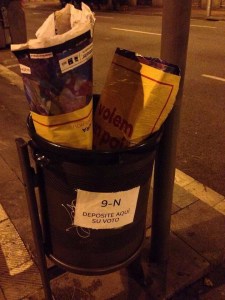 volem
9-N
DEPOSITE AQUÍ
SU VOTO